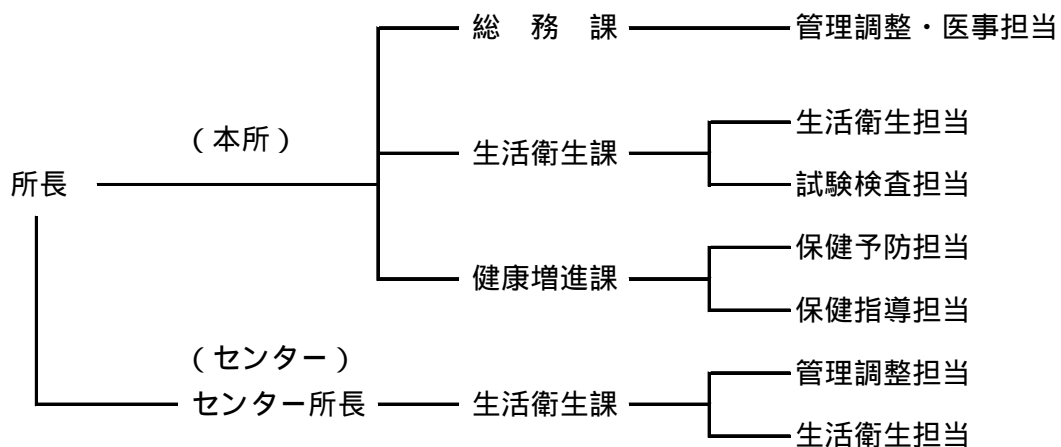 総　務　課　管理調整・医事担当
生活衛生担当
（本所）
生活衛生課
所長
試験検査担当
保健予防担当
健康増進課
保健指導担当
（センター）
管理調整担当
センター所長　生活衛生課
生活衛生担当